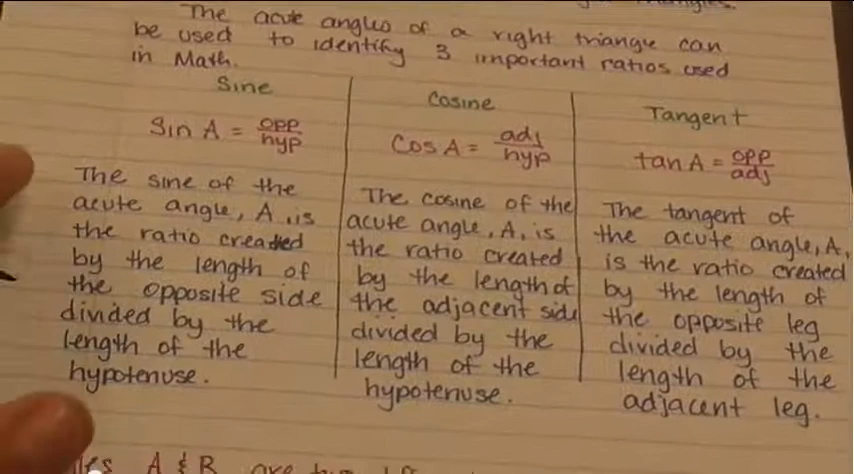 The acute angles of a right triangle can
be used to identify 3 important ratios used
in Math.
Sine
Sin A = opp/hyp
The sine of the
acute angle, A, is
the ratio created
by the length of
the opposite side
divided by the
length of the
hypotenuse.
Cosine
Cos A = adj/hyp
The cosine of the
acute angle, A, is
the ratio created
by the length of
the adjacent side
divided by the
length of the
hypotenuse.
Tangent
tan A = opp/adj
The tangent of
the acute angle, A,
is the ratio created
by the length of
the opposite leg
divided by the
length of the
adjacent leg.
A & B are